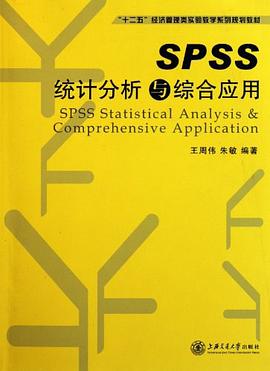 "十二五"经济管理类实验教学系列规划教材
SPSS
统计分析与综合应用
SPSS Statistical Analysis &
Comprehensive Application
王周伟 朱敏 编著
上海交通大学出版社